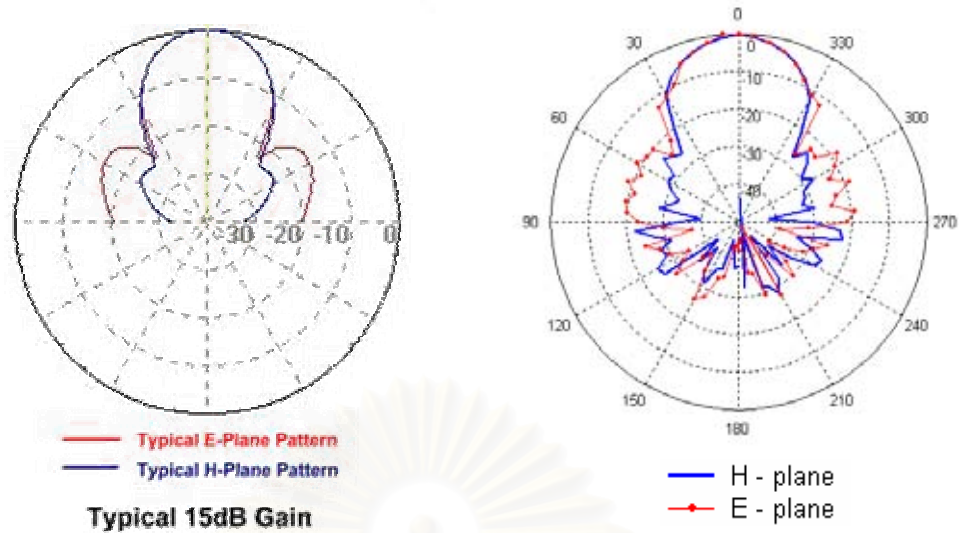 -30 -20 -10 0
Typical E-Plane Pattern
Typical H-Plane Pattern
Typical 15dB Gain
0
30
330
0
-10
-20
-30
-40
60
300
90
270
120
240
150
210
180
H - plane
E - plane